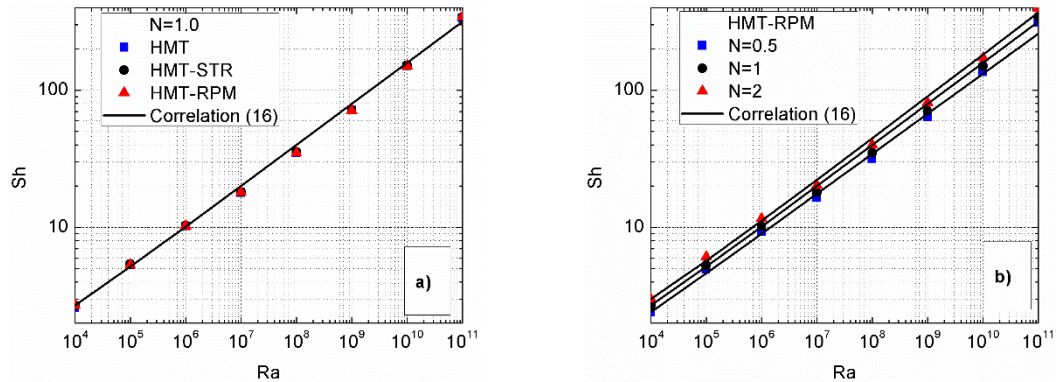 N=1.0
HMT
HMT-STR
HMT-RPM
Correlation (16)
100
10
Sh
a)
10⁴ 10⁵ 10⁶ 10⁷ 10⁸ 10⁹ 10¹⁰ 10¹¹
Ra
HMT-RPM
N=0.5
N=1
N=2
Correlation (16)
100
10
Sh
b)
10⁴ 10⁵ 10⁶ 10⁷ 10⁸ 10⁹ 10¹⁰ 10¹¹
Ra